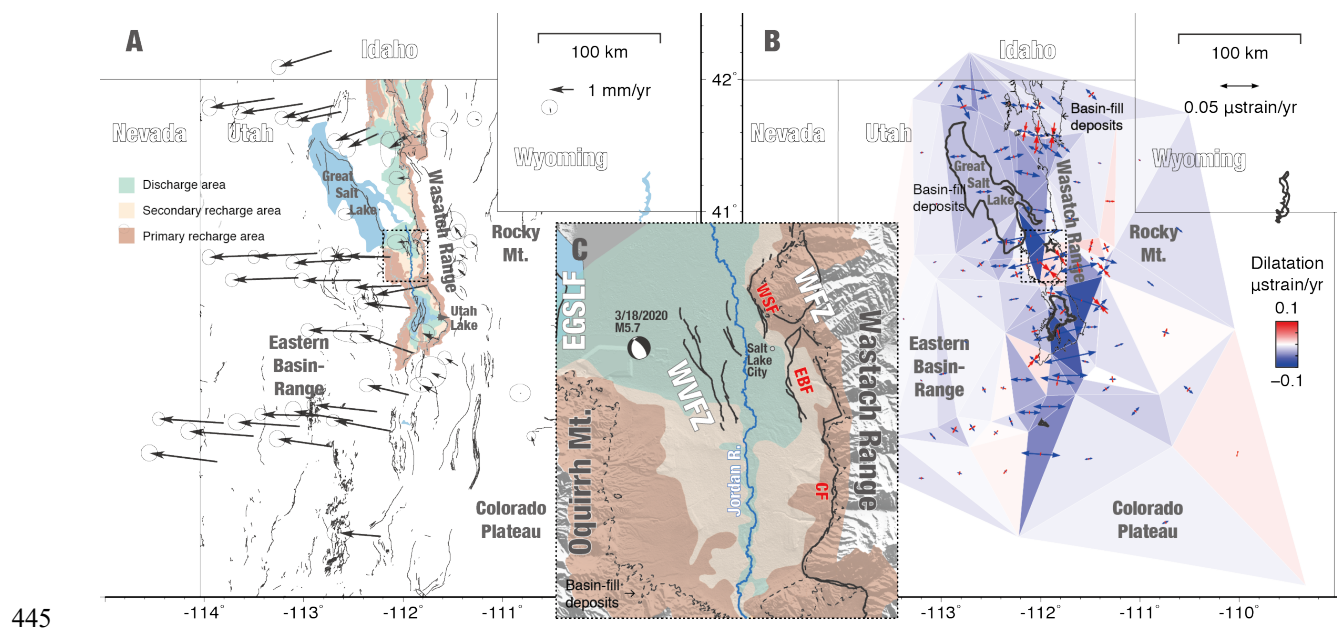 A
Idaho
100 km
1 mm/yr
Nevada
Utah
Wyoming
Great
Salt
Lake
Discharge area
Secondary recharge area
Primary recharge area
Wasatch Range
Rocky
Mt.
Utah
Lake
Eastern
Basin-
Range
Colorado
Plateau
-114°
-113°
-112°
-111°
42°
41°
B
Idaho
100 km
0.05 µstrain/yr
Nevada
Utah
Wyoming
Basin-fill
deposits
Great
Salt
Lake
Basin-fill
deposits
Wasatch Range
Rocky
Mt.
Dilatation
µstrain/yr
0.1
−0.1
Eastern
Basin-
Range
Colorado
Plateau
-113°
-112°
-111°
-110°
C
EGSLF
3/18/2020
M5.7
WSF
WFZ
Salt
Lake
City
EBF
WVFZ
Wastach Range
Oquirrh Mt.
Jordan R.
CF
Basin-fill
deposits
445